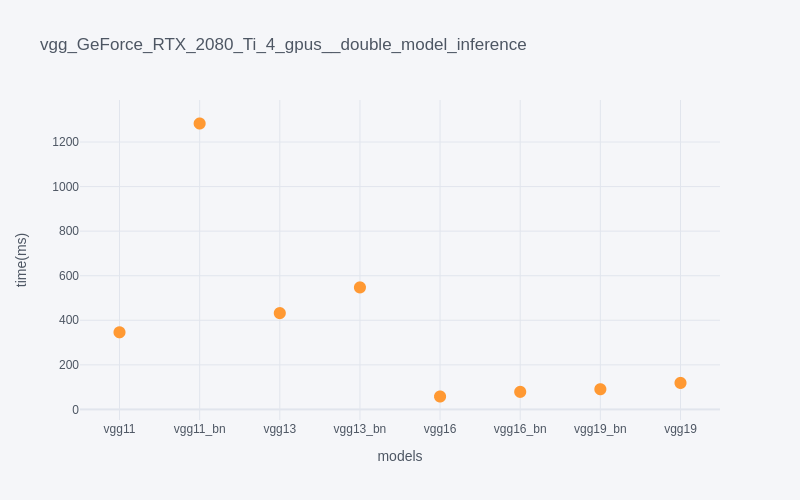 vgg_GeForce_RTX_2080_Ti_4_gpus__double_model_inference
time(ms)
1200
1000
800
600
400
200
0
vgg11 vgg11_bn vgg13 vgg13_bn vgg16 vgg16_bn vgg19_bn vgg19
models